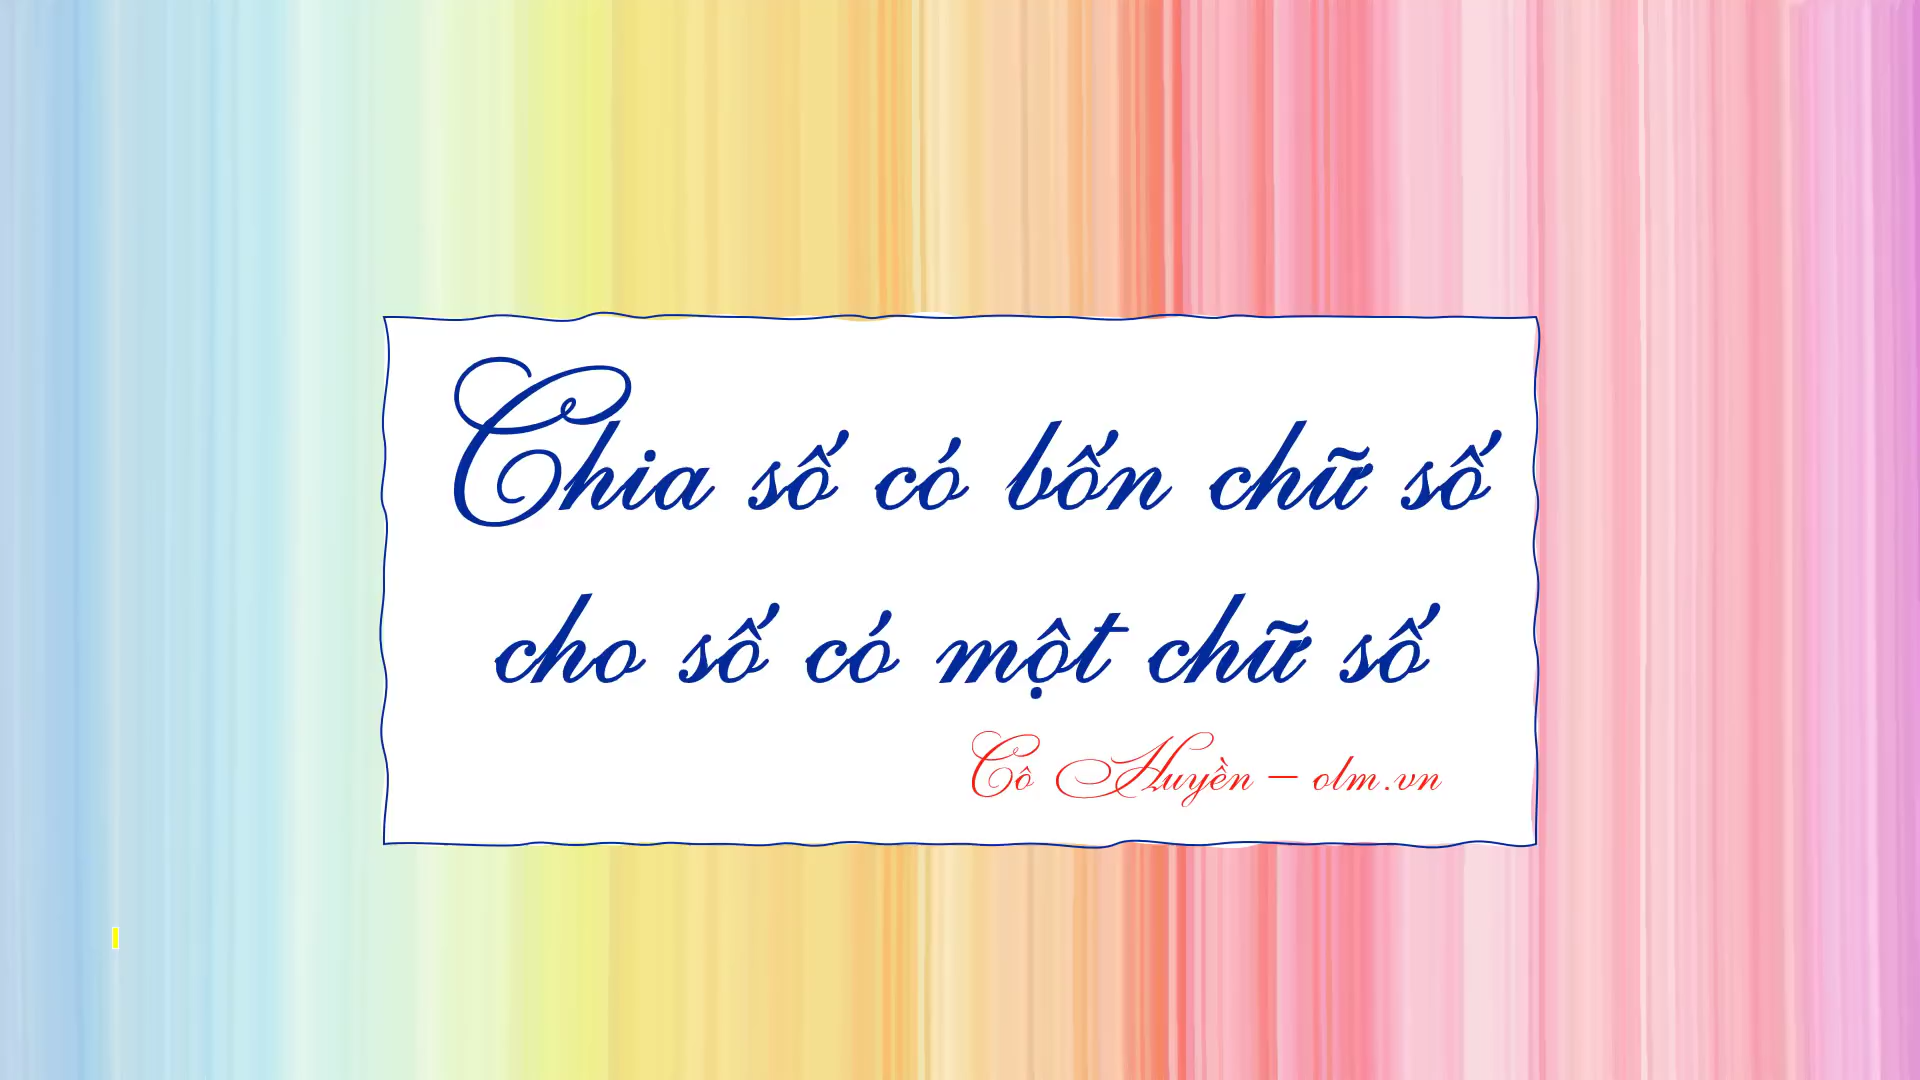 Chia số có bốn chữ số
cho số có một chữ số
Cô Huyền – olm.vn